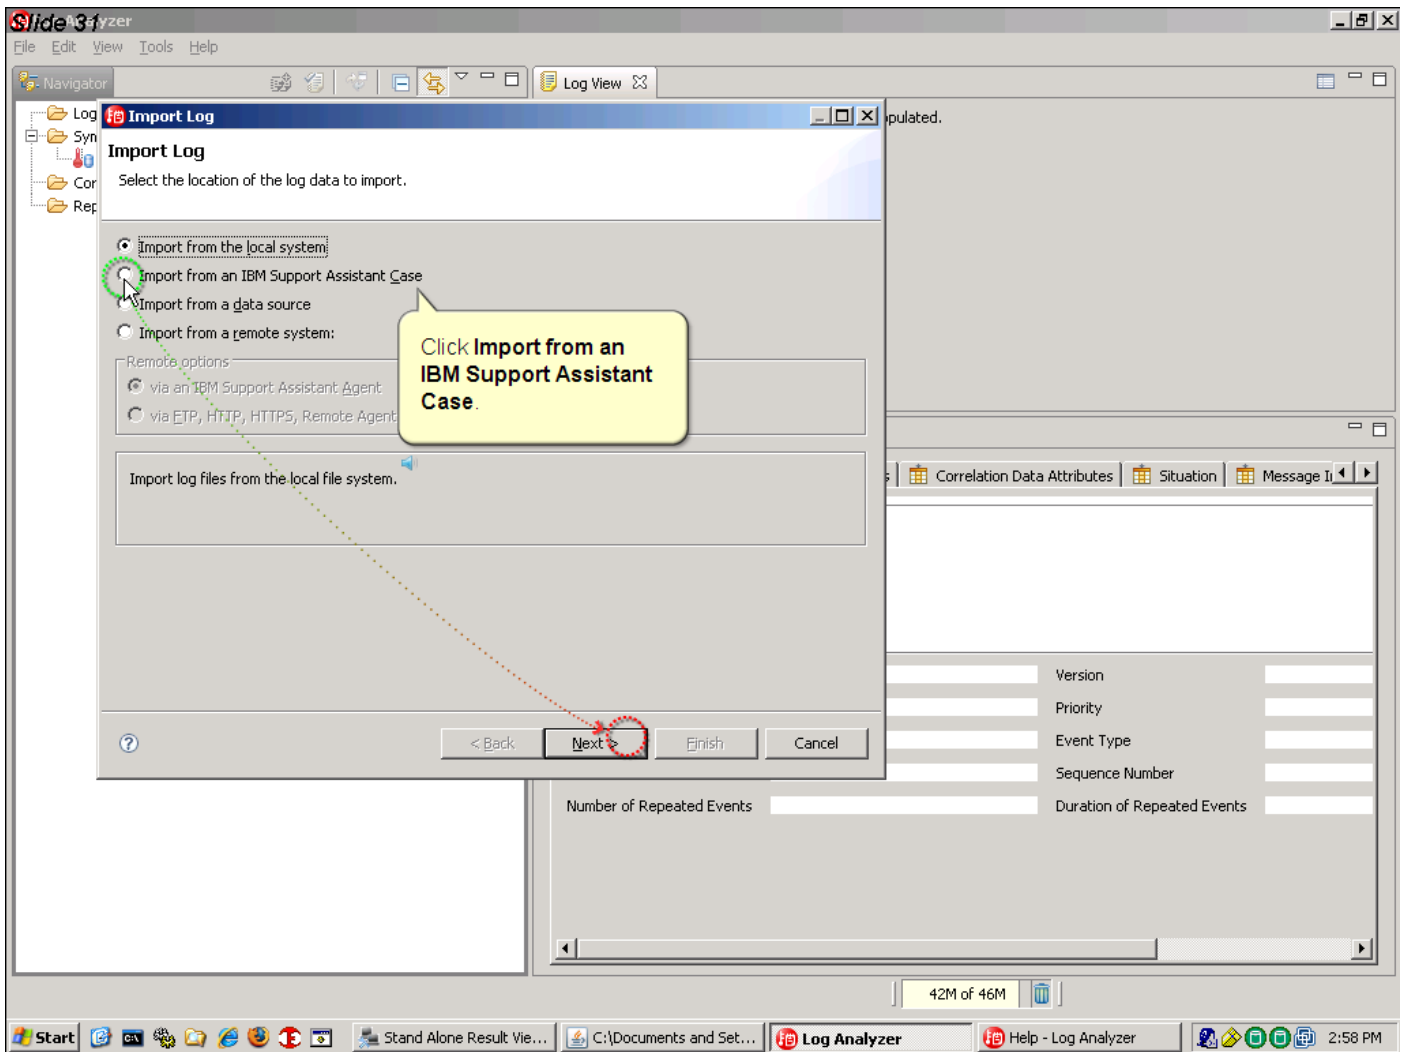 Slide 31
Log Analyzer
File Edit View Tools Help
Navigator
Log View
Log
Syn
Cor
Rep
pulated.
Import Log
Import Log
Select the location of the log data to import.
Import from the local system
Import from an IBM Support Assistant Case
Import from a data source
Import from a remote system:
Remote options
via an IBM Support Assistant Agent
via FTP, HTTP, HTTPS, Remote Agent
Click Import from an
IBM Support Assistant
Case.
Import log files from the local file system.
< Back
Next >
Finish
Cancel
s
Correlation Data Attributes
Situation
Message I
Version
Priority
Event Type
Sequence Number
Number of Repeated Events
Duration of Repeated Events
42M of 46M
Start
Stand Alone Result Vie...
C:\Documents and Set...
Log Analyzer
Help - Log Analyzer
2:58 PM